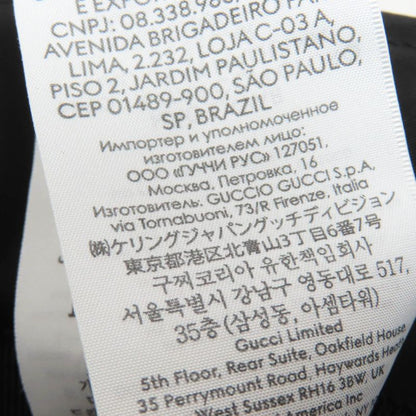 E EXPO
CNPJ: 08.338.96
AVENIDA BRIGADEIRO FA
LIMA, 2.232, LOJA C-03 A,
PISO 2, JARDIM PAULISTANO,
CEP 01489-900, SÃO PAULO,
SP, BRAZIL
Импортер и уполномоченное
изготовителем лицо:
ООО «ГУЧЧИ РУС» 127051,
Москва, Петровка, 16
Изготовитель: GUCCIO GUCCI S.p.A.
via Tornabuoni, 73/R Firenze, Italia
㈱ケリングジャパングッチディビジョン
東京都港区北青山3丁目6番7号
구찌코리아 유한책임회사
서울특별시 강남구 영동대로 517,
35층(삼성동, 아셈타워)
Gucci Limited
5th Floor, Rear Suite, Oakfield House
35 Perrymount Road, Haywards Hea
West Sussex RH16 3BW, UK
America Inc